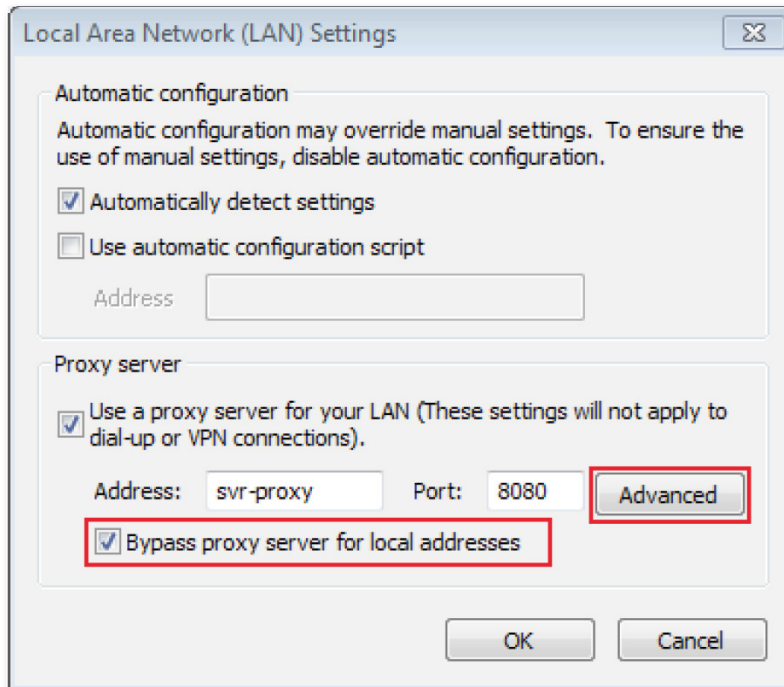 Local Area Network (LAN) Settings
Automatic configuration
Automatic configuration may override manual settings. To ensure the
use of manual settings, disable automatic configuration.
Automatically detect settings
Use automatic configuration script
Address
Proxy server
Use a proxy server for your LAN (These settings will not apply to
dial-up or VPN connections).
Address: svr-proxy Port: 8080 Advanced
Bypass proxy server for local addresses
OK Cancel